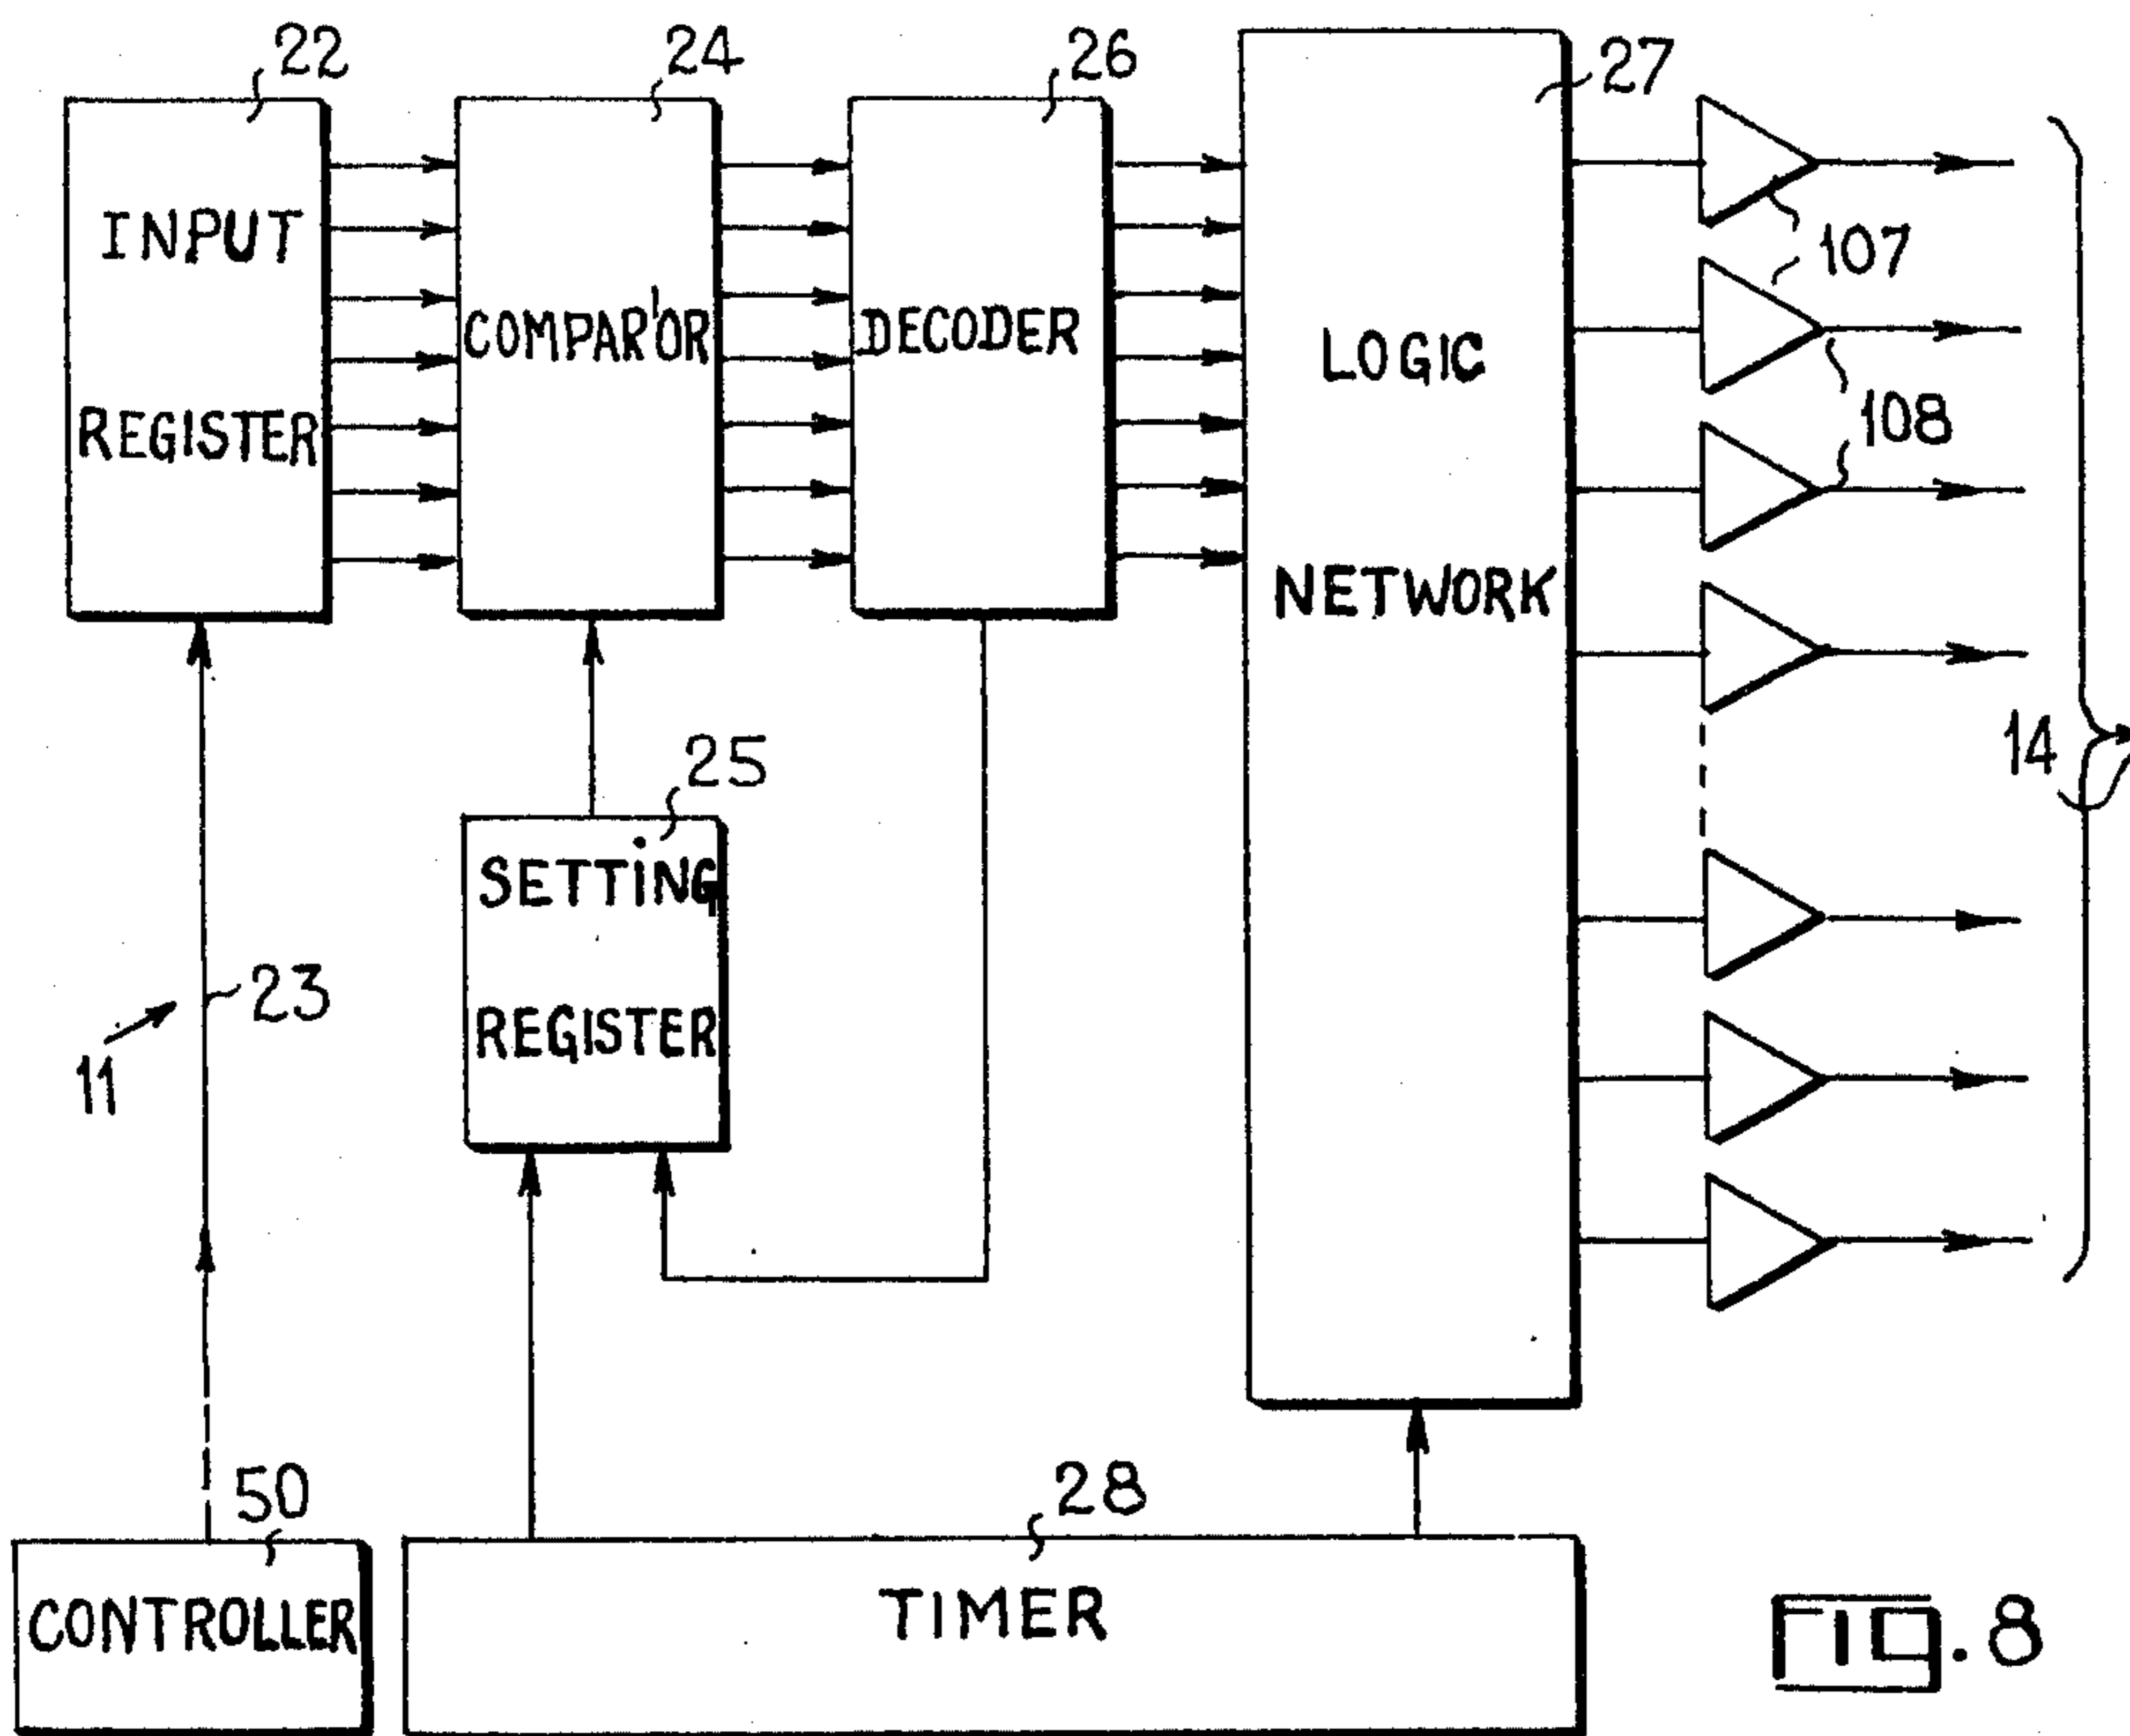 22
24
26
27
INPUT
REGISTER
COMPAR'OR
DECODER
LOGIC
NETWORK
107
108
14
25
SETTING
REGISTER
23
11
50
CONTROLLER
28
TIMER
FIG. 8